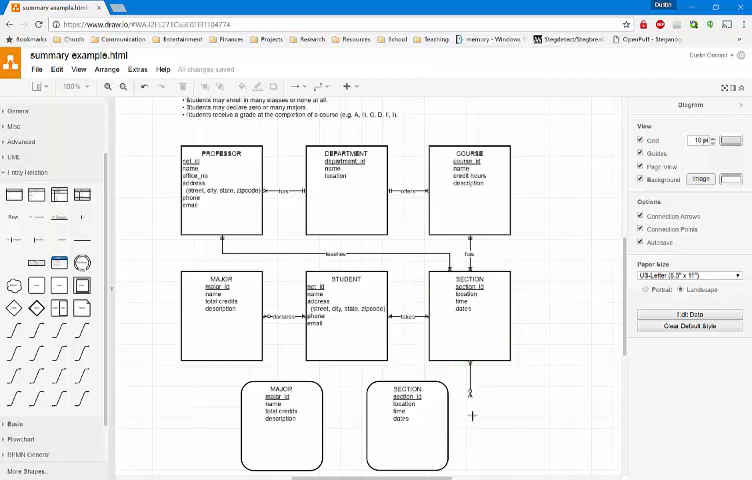 summary example.html
Dustin
https://www.draw.io/#WAJ2FE271C6BF0FFFf1104774
Bookmarks Church Communication Entertainment Finances Projects Research Resources School Teaching memory - Windows Stegdetect/Stegbreak OpenPuff - Steganog
summary example.html
File Edit View Arrange Extras Help All changes saved
100%
General
Misc
Advanced
UML
Entity Relation
Basic
Flowchart
BPMN General
More Shapes...
• Students may enroll in many classes or none at all.
• Students may declare zero or many majors.
• Students receive a grade at the completion of a course (e.g. A, B, C, D, F, I).
PROFESSOR
net_id
name
office_no
address
(street, city, state, zipcode)
phone
email
has
DEPARTMENT
department_id
name
location
offers
COURSE
course_id
name
credit hours
description
teaches
has
MAJOR
major_id
name
total credits
description
declares
STUDENT
net_id
name
address
(street, city, state, zipcode)
phone
email
takes
SECTION
section_id
location
time
dates
MAJOR
major_id
name
total credits
description
SECTION
section_id
location
time
dates
Diagram
View
Grid 10 pt
Guides
Page View
Background Image
Options
Connection Arrows
Connection Points
Autosave
Paper Size
US-Letter (8.5" x 11")
Portrait Landscape
Edit Data
Clear Default Style